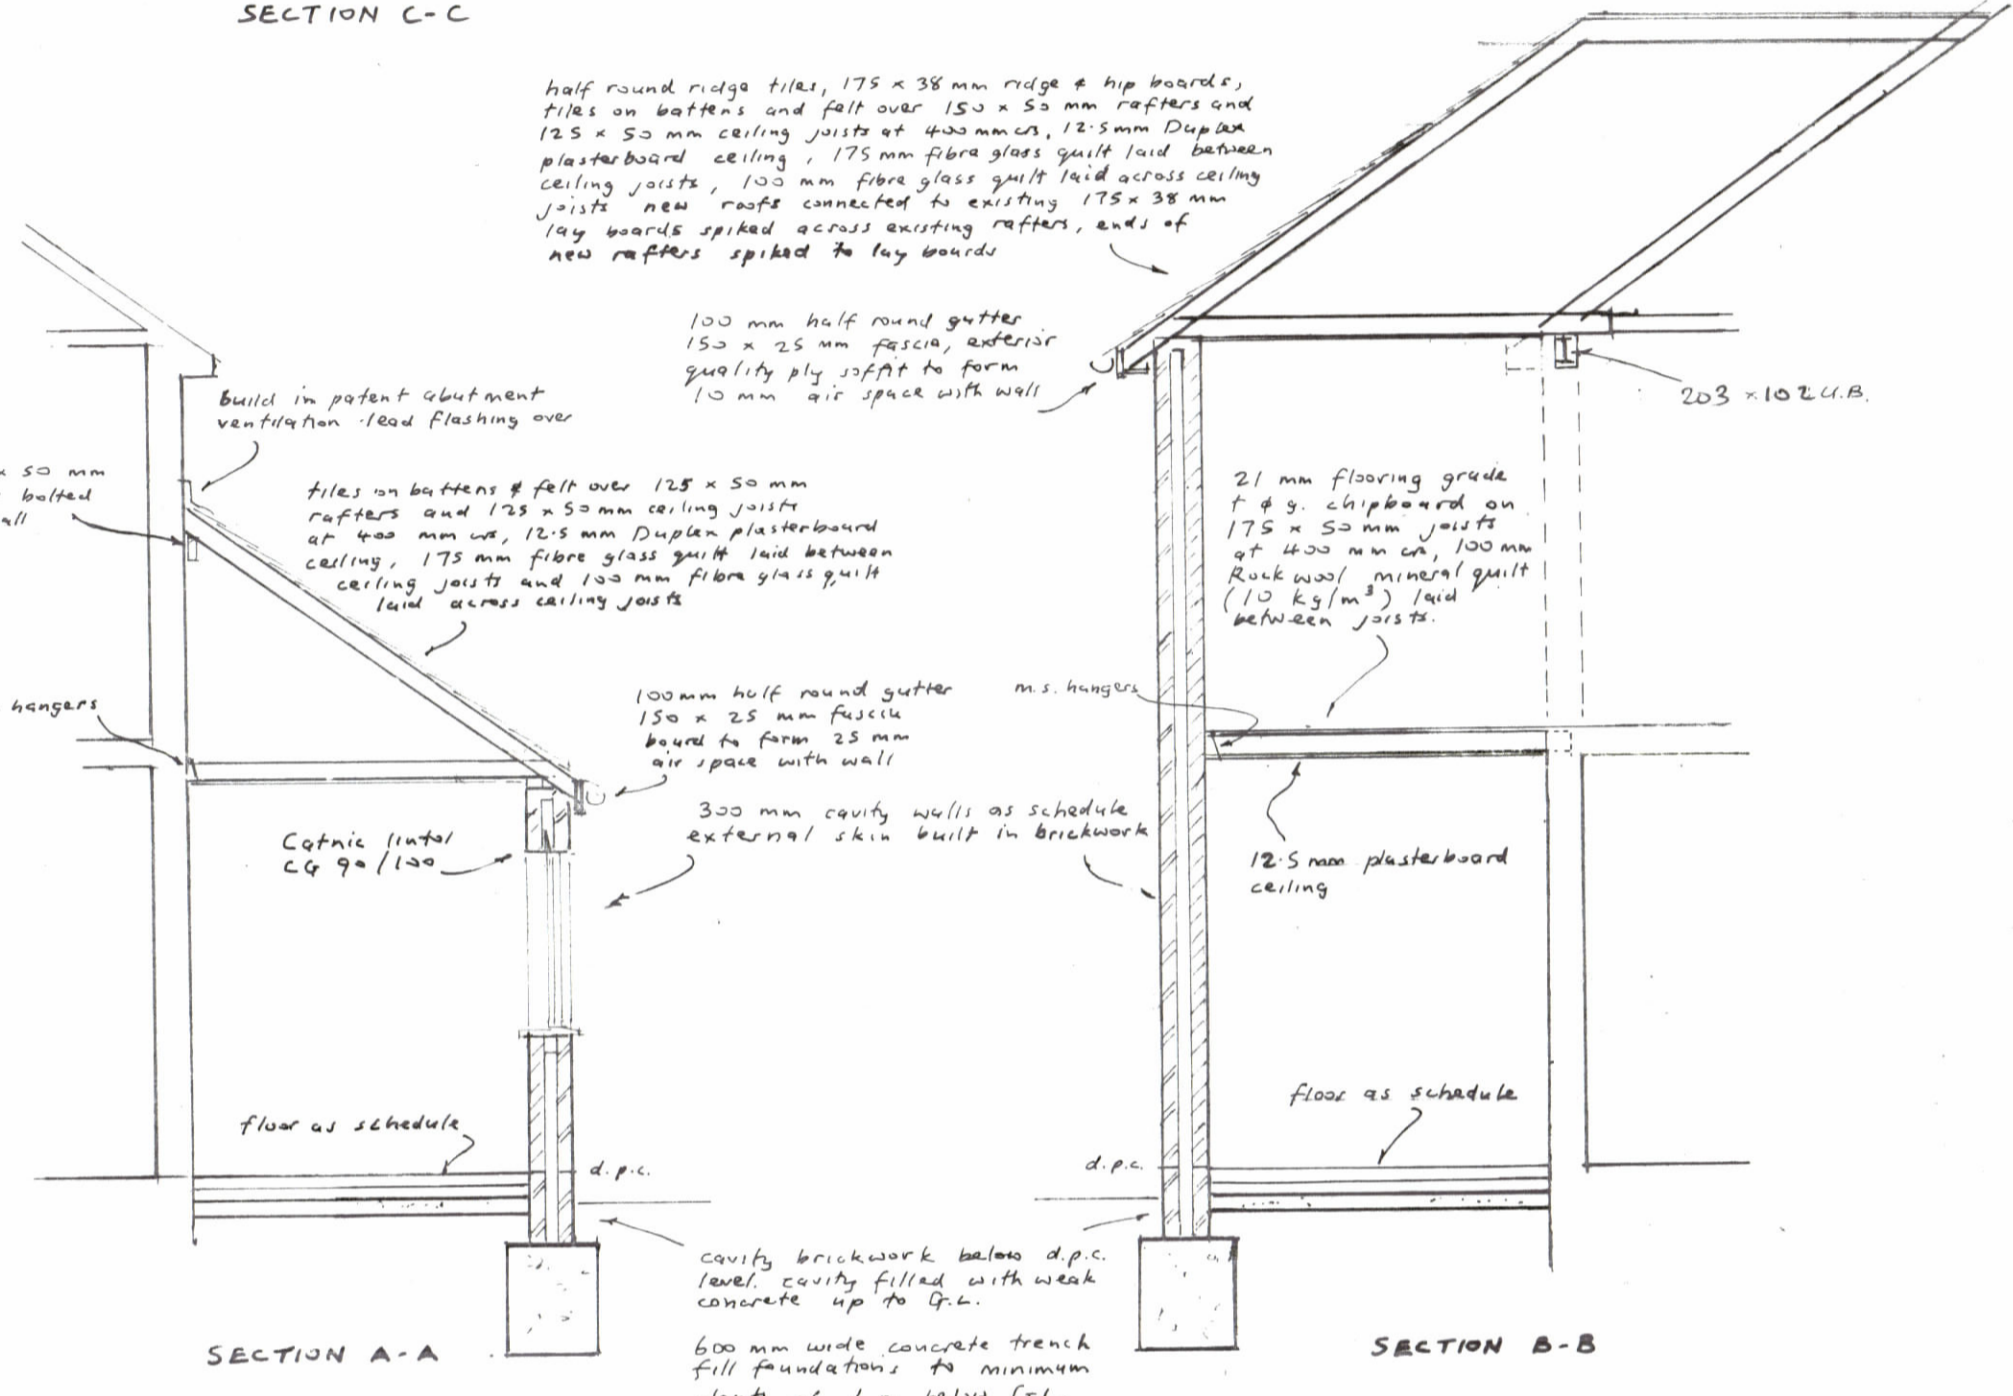 SECTION C-C
half round ridge tiles, 175 x 38 mm ridge & hip boards,
tiles on battens and felt over 150 x 50 mm rafters and
125 x 50 mm ceiling joists at 400 mm crs, 12.5mm Duplex
plasterboard ceiling, 175 mm fibre glass quilt laid between
ceiling joists, 100 mm fibre glass quilt laid across ceiling
joists new roofs connected to existing 175 x 38 mm
lay boards spiked across existing rafters, ends of
new rafters spiked to lay boards
100 mm half round gutter
150 x 25 mm fascia, exterior
quality ply soffit to form
10 mm air space with wall
203 x 102 U.B.
build in patent abutment
ventilation lead flashing over
x 50 mm
bolted
tiles on battens & felt over 125 x 50 mm
rafters and 125 x 50 mm ceiling joists
at 400 mm crs, 12.5 mm Duplex plasterboard
ceiling, 175 mm fibre glass quilt laid between
ceiling joists and 100 mm fibre glass quilt
laid across ceiling joists
21 mm flooring grade
t & g. chipboard on
175 x 50 mm joists
at 400 mm crs, 100 mm
Rockwool mineral quilt
(10 kg/m³) laid
between joists.
hangers
100mm half round gutter
150 x 25 mm fascia
board to form 25 mm
air space with wall
m.s. hangers
300 mm cavity walls as schedule
external skin built in brickwork
Catnic lintol
CG 90/100
12.5 mm plasterboard
ceiling
floor as schedule
floor as schedule
d.p.c.
d.p.c.
cavity brickwork below d.p.c.
level. cavity filled with weak
concrete up to G.L.
600 mm wide concrete trench
fill foundations to minimum
below G.L.
SECTION A-A
SECTION B-B